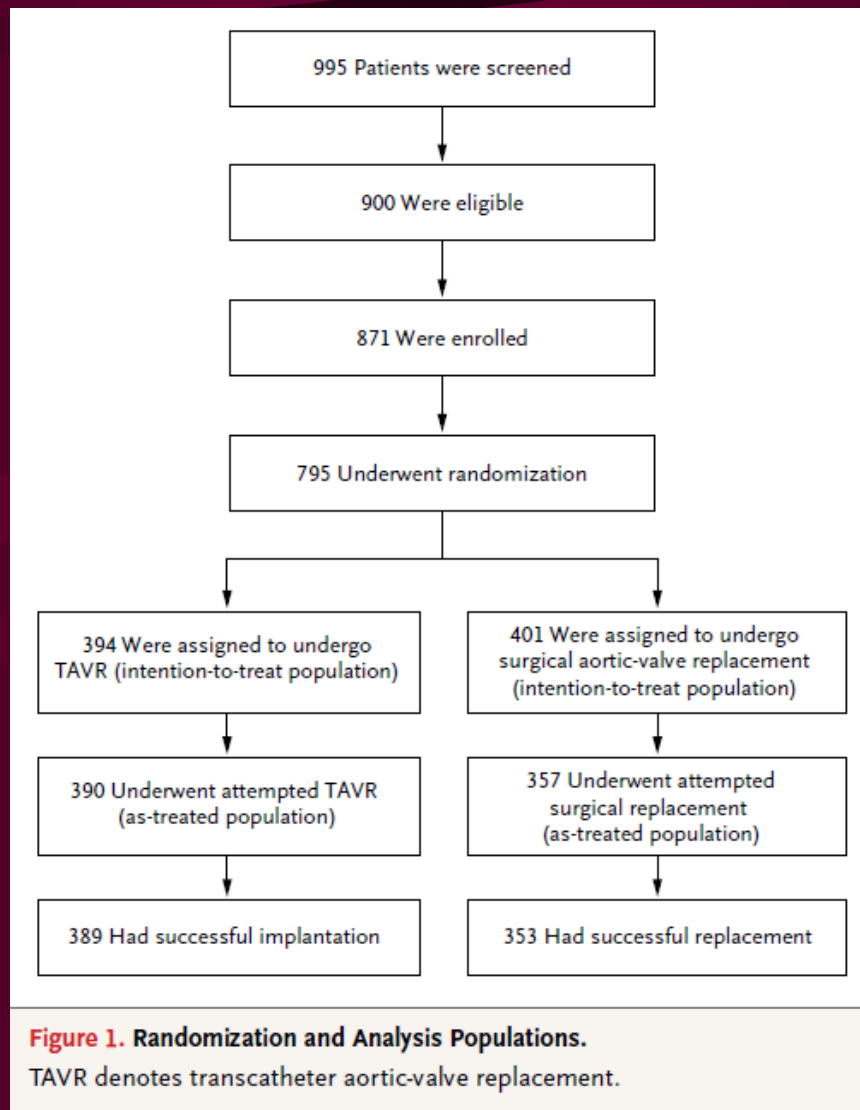 995 Patients were screened
900 Were eligible
871 Were enrolled
795 Underwent randomization
394 Were assigned to undergo
TAVR (intention-to-treat population)
401 Were assigned to undergo
surgical aortic-valve replacement
(intention-to-treat population)
390 Underwent attempted TAVR
(as-treated population)
357 Underwent attempted
surgical replacement
(as-treated population)
389 Had successful implantation
353 Had successful replacement
Figure 1. Randomization and Analysis Populations.
TAVR denotes transcatheter aortic-valve replacement.